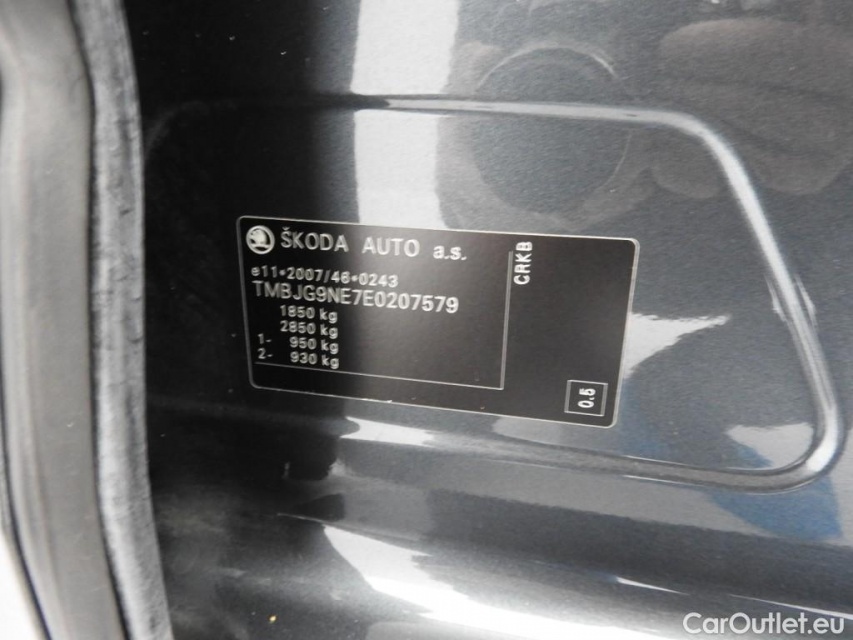 ŠKODA AUTO a.s.
e11*2007/46*0243
TMBJG9NE7E0207579
1850 kg
2850 kg
1- 950 kg
2- 930 kg
CRKB
0.5
CarOutlet.eu